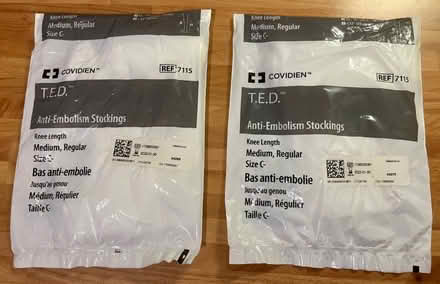 Knee Length
Medium, Regular
Size C-
COVIDIEN™
REF 7115
T.E.D.™
Anti-Embolism Stockings
Knee Length
Medium, Regular
Size C-
Bas anti-embolie
Jusqu'au genou
Médium, Régulier
Taille C-
Knee Length
Medium, Regular
Size C-
COVIDIEN™
REF 7115
T.E.D.™
Anti-Embolism Stockings
Knee Length
Medium, Regular
Size C-
Bas anti-embolie
Jusqu'au genou
Médium, Régulier
Taille C-